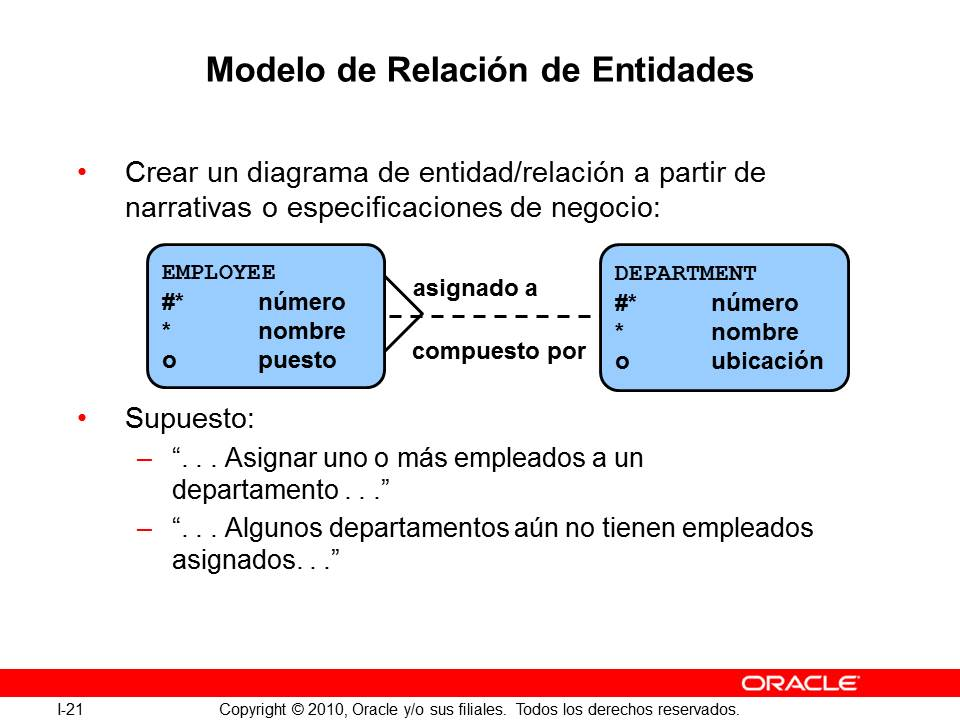 Modelo de Relación de Entidades
• Crear un diagrama de entidad/relación a partir de
narrativas o especificaciones de negocio:
EMPLOYEE
#* número
* nombre
o puesto
asignado a
compuesto por
DEPARTMENT
#* número
* nombre
o ubicación
• Supuesto:
– “. . . Asignar uno o más empleados a un
departamento . . .”
– “. . . Algunos departamentos aún no tienen empleados
asignados. . .”
ORACLE
I-21 Copyright © 2010, Oracle y/o sus filiales. Todos los derechos reservados.